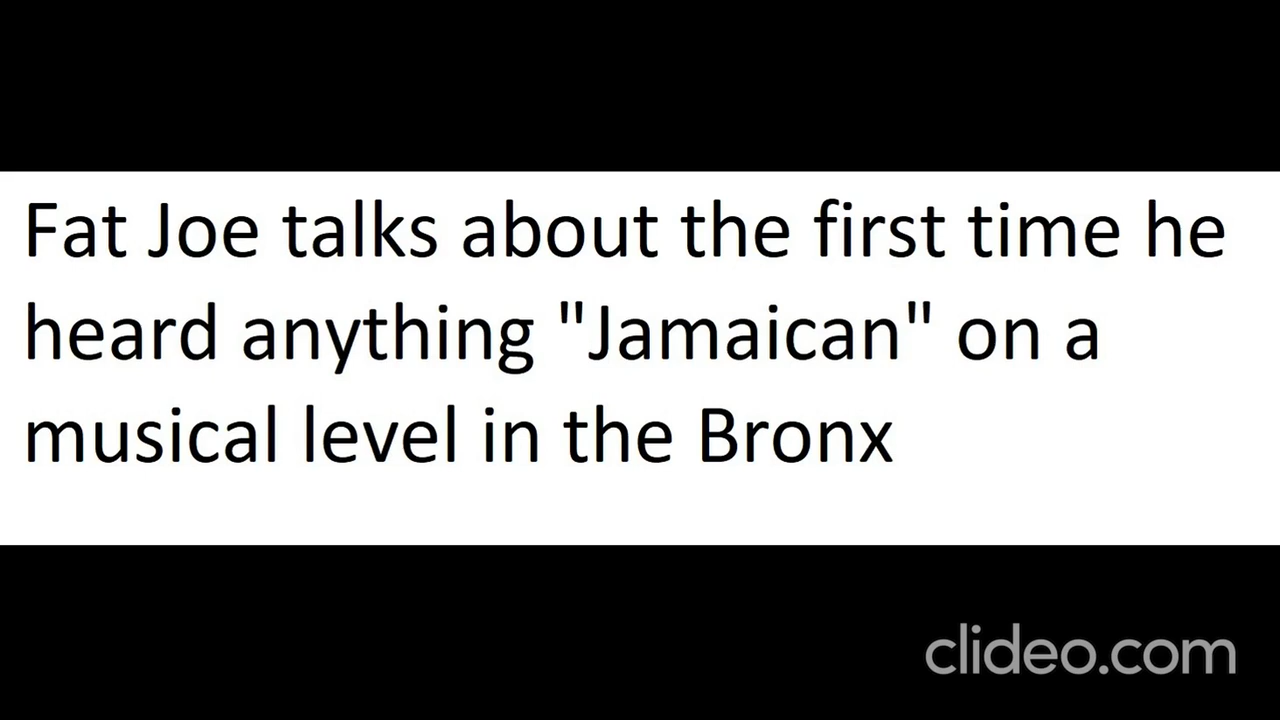 Fat Joe talks about the first time he
heard anything "Jamaican" on a
musical level in the Bronx
clideo.com